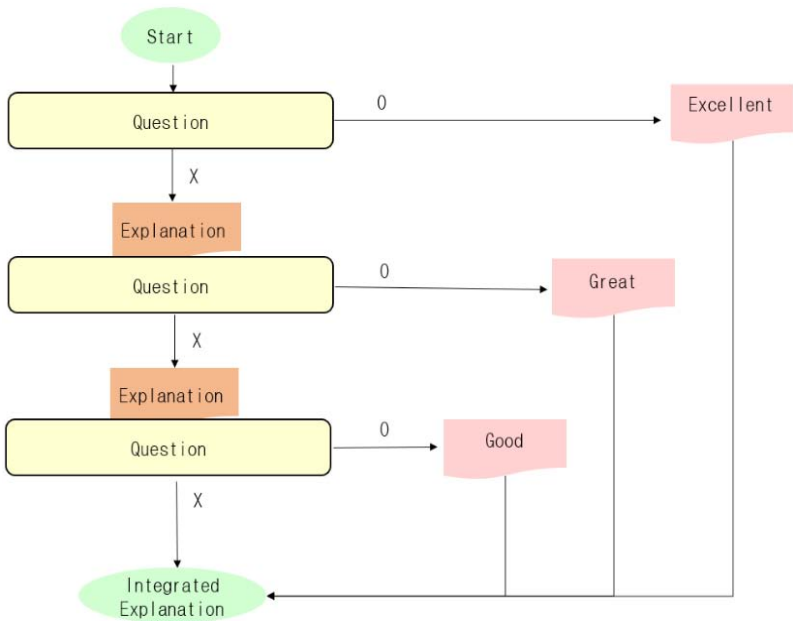 Start
O
Excellent
Question
X
Explanation
O
Great
Question
X
Explanation
O
Good
Question
X
Integrated
Explanation